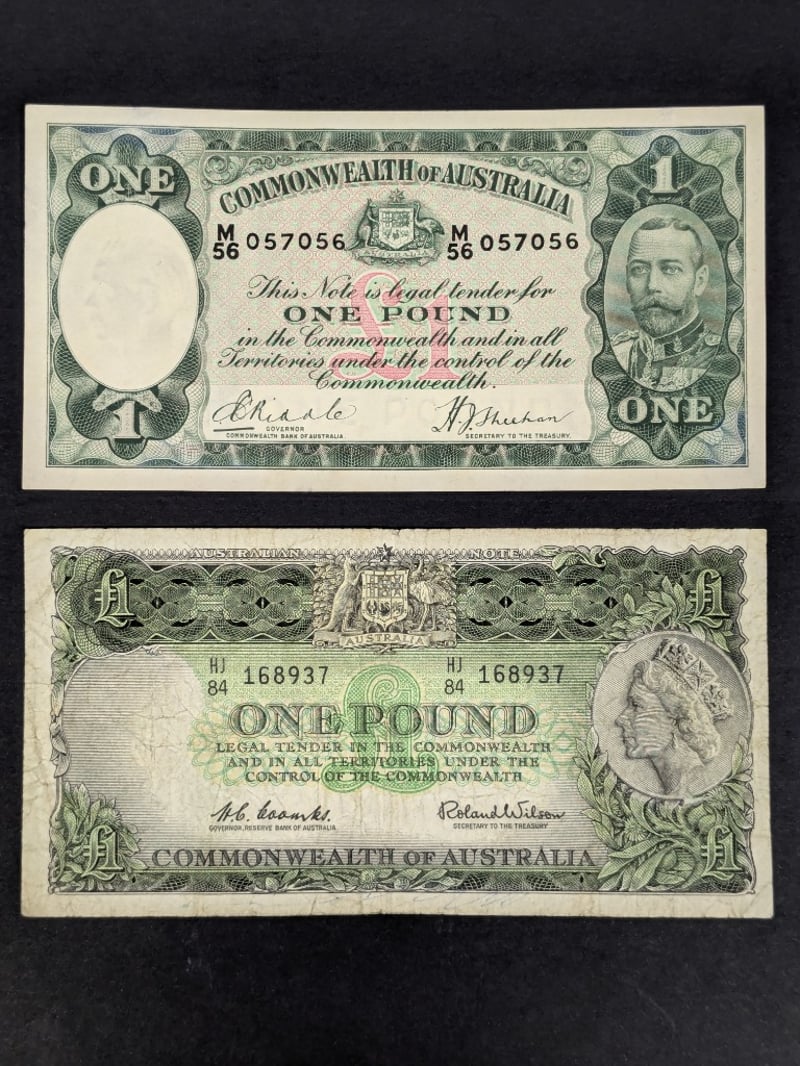 ONE
1
COMMONWEALTH OF AUSTRALIA
M
56 057056
M
56 057056
AUSTRALIA
£1
This Note is legal tender for
ONE POUND
in the Commonwealth and in all
Territories under the control of the
Commonwealth.
E C Riddle
GOVERNOR
COMMONWEALTH BANK OF AUSTRALIA.
H.J. Sheehan
SECRETARY TO THE TREASURY.
1
ONE
AUSTRALIAN NOTE
£1
£1
AUSTRALIA
HJ
84 168937
HJ
84 168937
£
ONE POUND
LEGAL TENDER IN THE COMMONWEALTH
AND IN ALL TERRITORIES UNDER THE
CONTROL OF THE COMMONWEALTH
H.C. Coombs.
GOVERNOR, RESERVE BANK OF AUSTRALIA
Roland Wilson
SECRETARY TO THE TREASURY
£1
£1
COMMONWEALTH OF AUSTRALIA